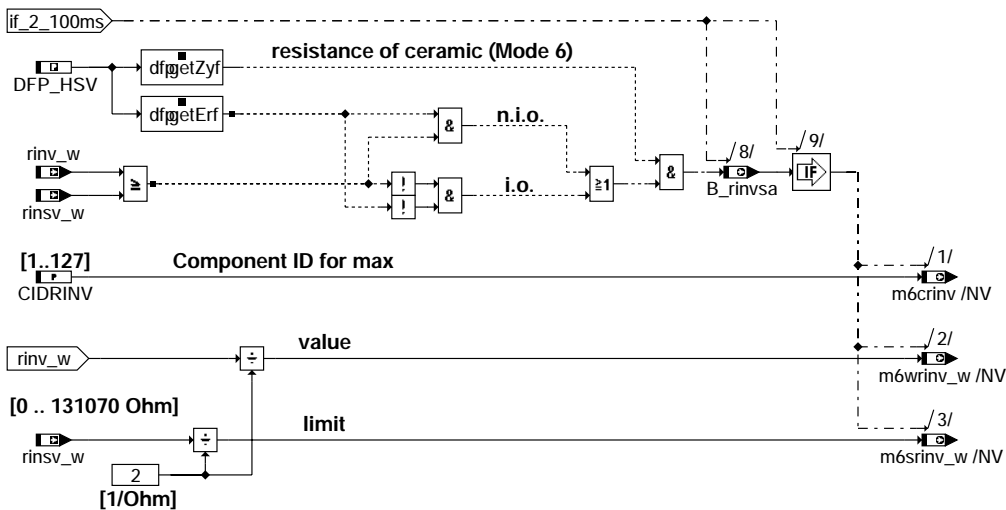 if_2_100ms
resistance of ceramic (Mode 6)
DFP_HSV
dfpgetZyf
dfpgetErf
n.i.o.
&
rinv_w
≥
rinsv_w
!
!
&
i.o.
≥1
&
/8/
B_rinvsa
/9/
IF
[1..127]
Component ID for max
P
CIDRINV
/1/
m6crinv /NV
rinv_w
÷
value
/2/
m6wrinv_w /NV
[0 .. 131070 Ohm]
rinsv_w
÷
limit
/3/
m6srinv_w /NV
2
[1/Ohm]